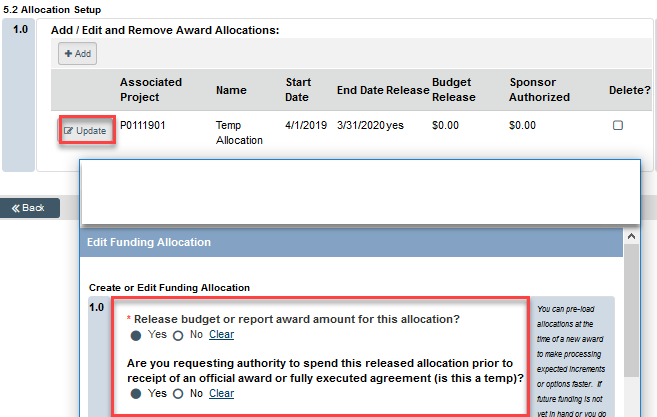 5.2 Allocation Setup
1.0 Add / Edit and Remove Award Allocations:
+ Add
Associated Project Name Start Date End Date Release Budget Release Sponsor Authorized Delete?
Update P0111901 Temp Allocation 4/1/2019 3/31/2020 yes $0.00 $0.00
Back
Edit Funding Allocation
Create or Edit Funding Allocation
1.0
* Release budget or report award amount for this allocation?
Yes No Clear
Are you requesting authority to spend this released allocation prior to
receipt of an official award or fully executed agreement (is this a temp)?
Yes No Clear
You can pre-load
allocations at the
time of a new award
to make processing
expected increments
or options faster. If
future funding is not
yet in hand or you do